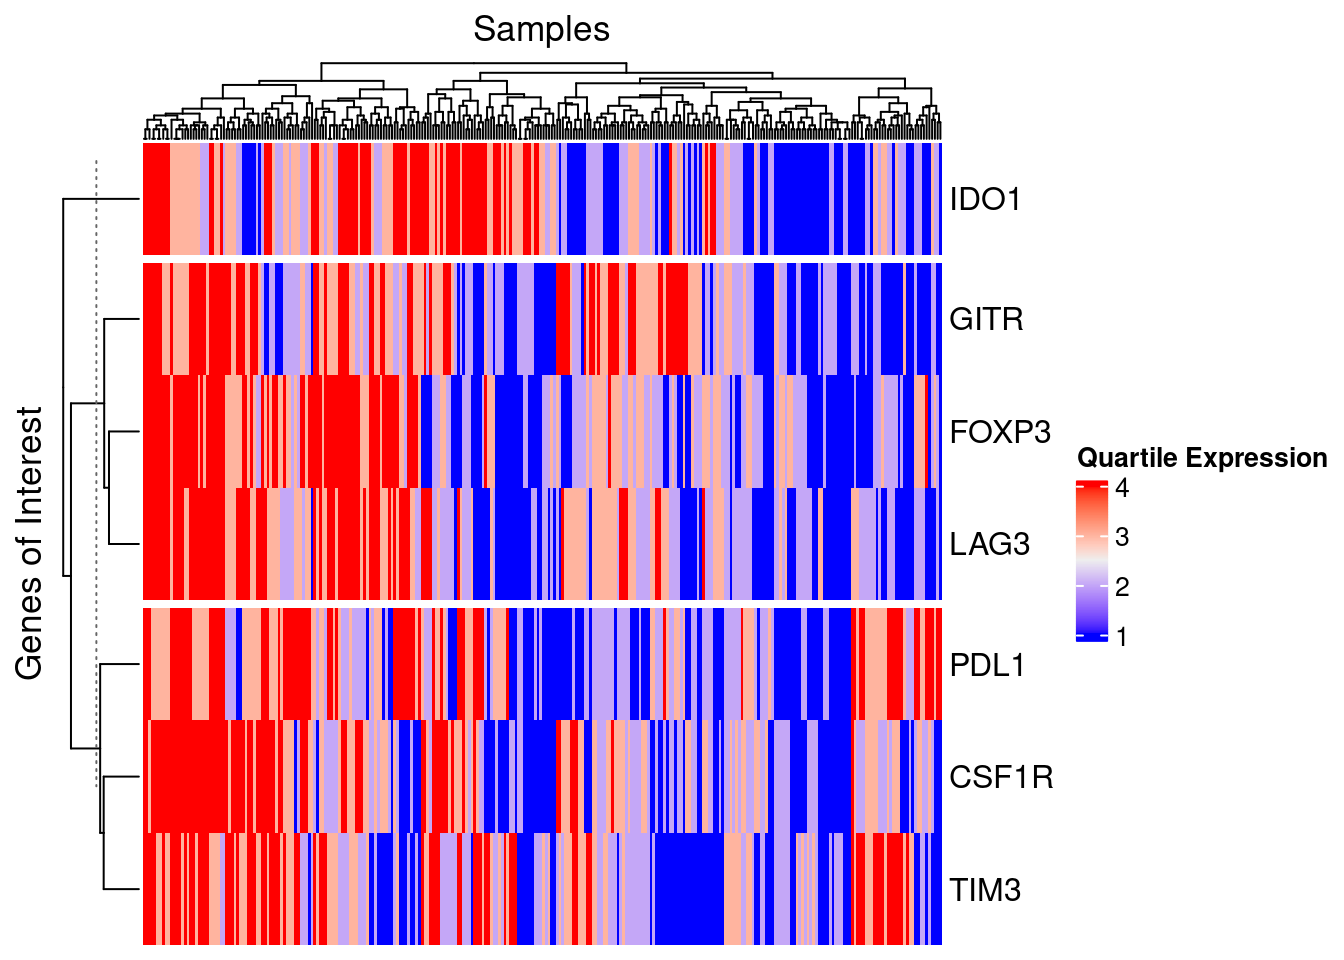 Samples
Genes of Interest
IDO1
GITR
FOXP3
LAG3
PDL1
CSF1R
TIM3
Quartile Expression
4
3
2
1